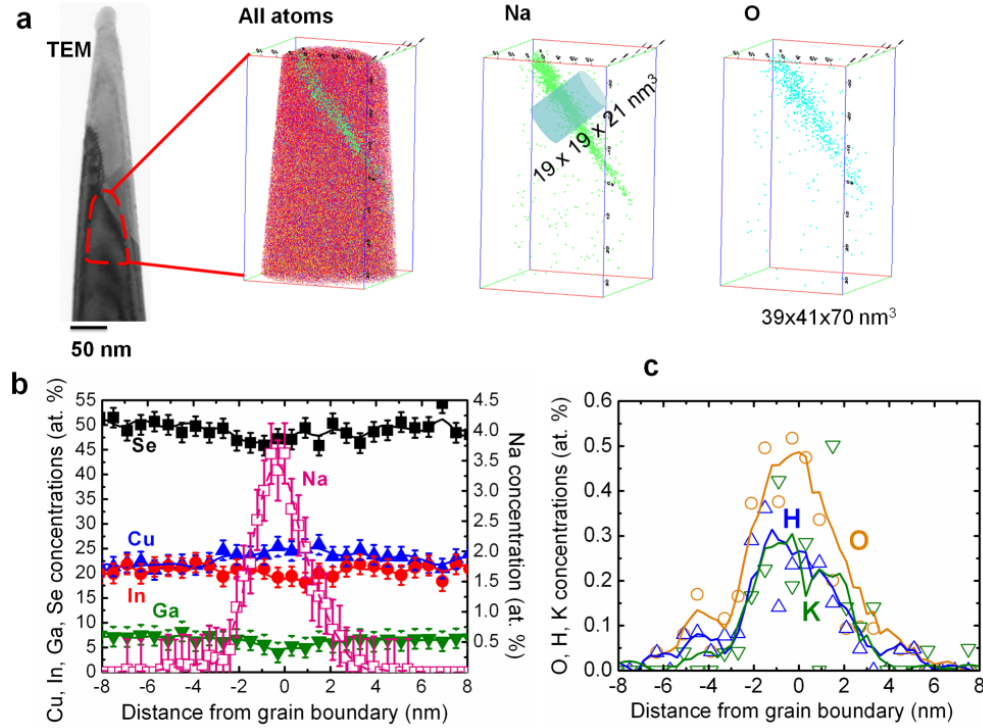 a
TEM
All atoms
Na
O
19 x 19 x 21 nm³
39x41x70 nm³
50 nm
b
Cu, In, Ga, Se concentrations (at. %)
55
50
45
40
35
30
25
20
15
10
5
0
Se
Na
Cu
In
Ga
4.5
4.0
3.5
3.0
2.5
2.0
1.5
1.0
0.5
Na concentration (at. %)
-8 -6 -4 -2 0 2 4 6 8
Distance from grain boundary (nm)
c
O, H, K concentrations (at. %)
0.6
0.5
0.4
0.3
0.2
0.1
0.0
H
O
K
-8 -6 -4 -2 0 2 4 6 8
Distance from grain boundary (nm)